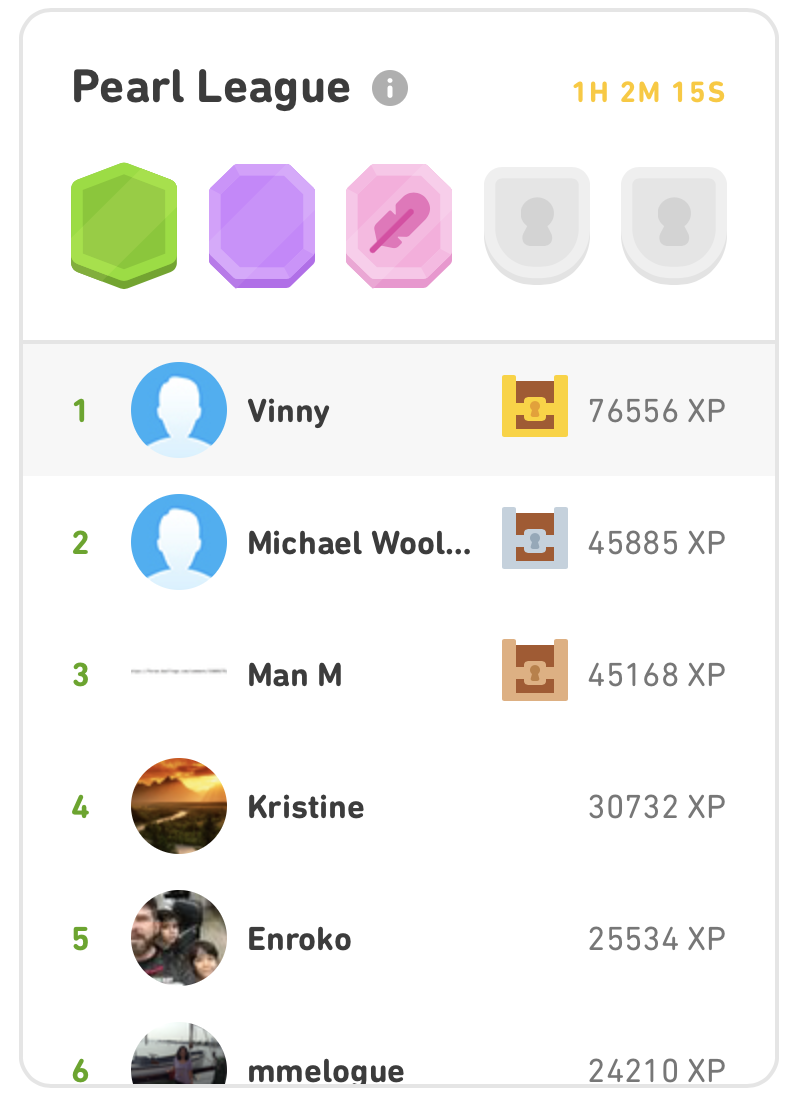 Pearl League
1H 2M 15S
1 Vinny 76556 XP
2 Michael Wool... 45885 XP
3 Man M 45168 XP
4 Kristine 30732 XP
5 Enroko 25534 XP
6 mmelogue 24210 XP